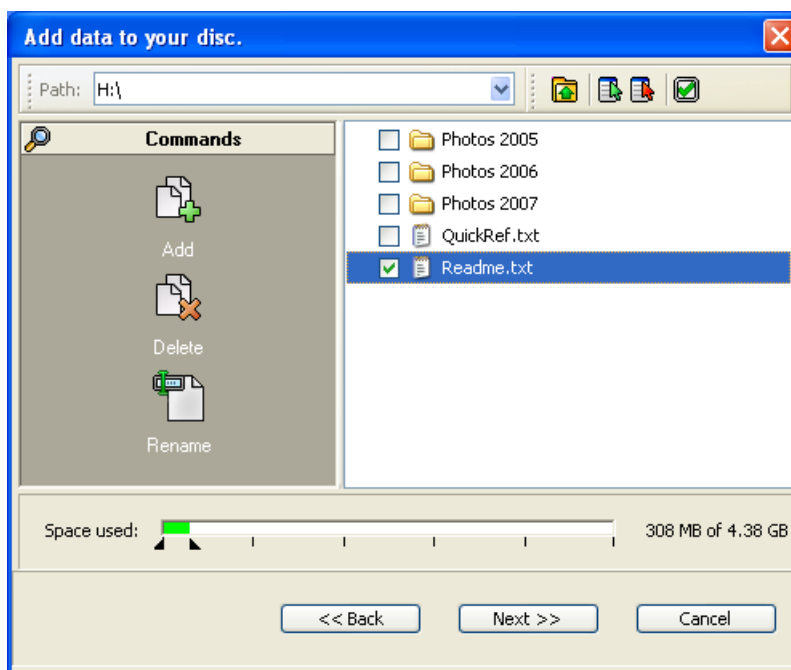 Add data to your disc.
Path: H:\
Commands
Add
Delete
Rename
Photos 2005
Photos 2006
Photos 2007
QuickRef.txt
Readme.txt
Space used: 308 MB of 4.38 GB
<< Back Next >> Cancel